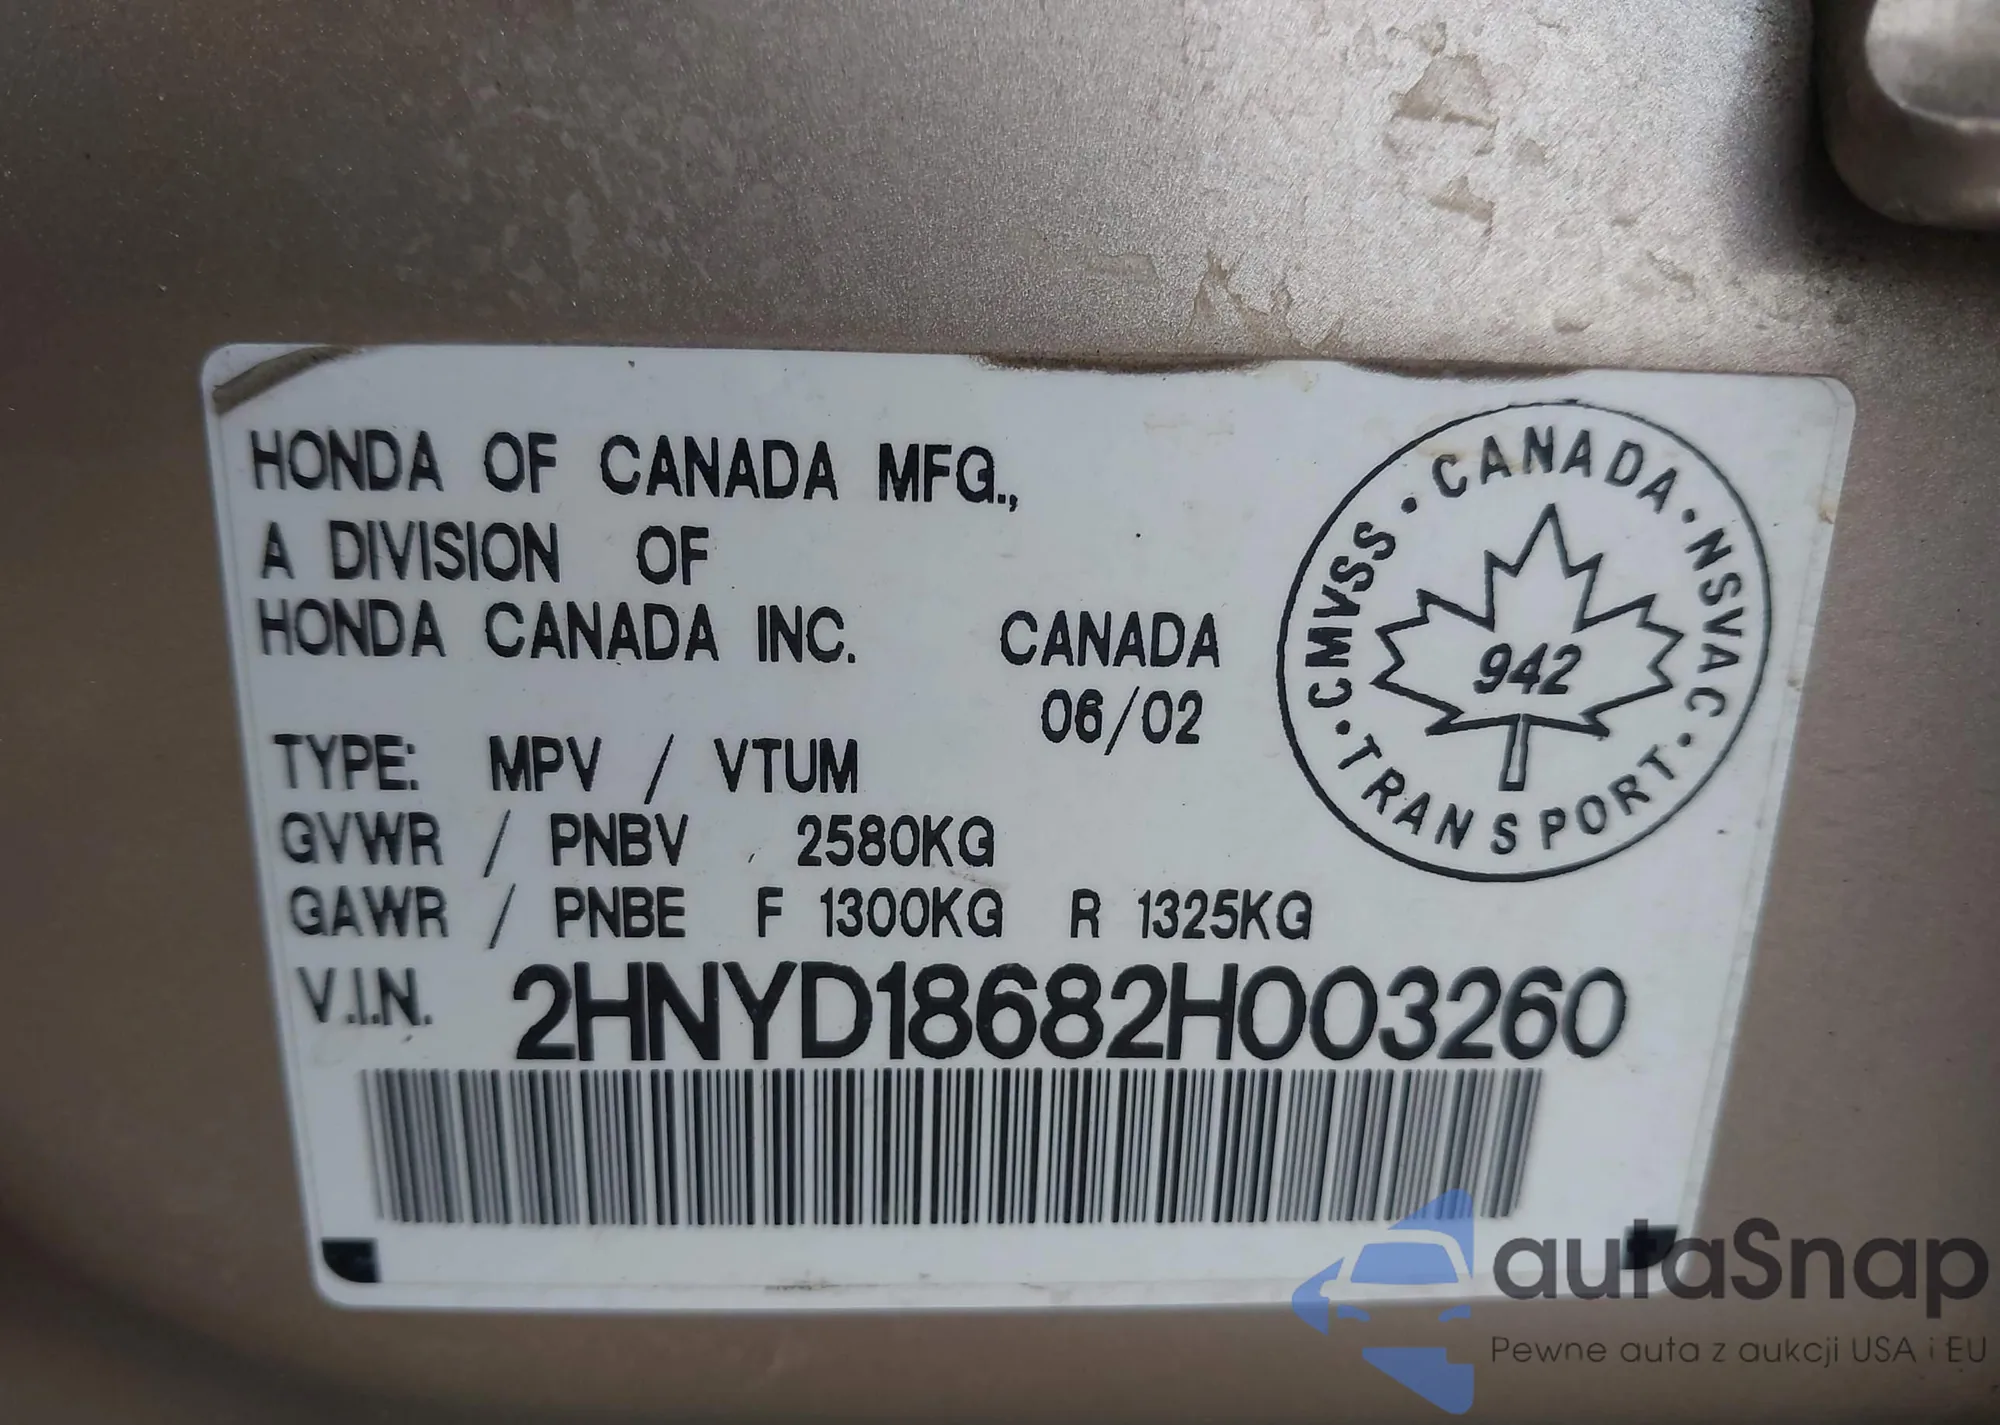 HONDA OF CANADA MFG.,
A DIVISION OF
HONDA CANADA INC. CANADA
06/02
TYPE: MPV / VTUM
GVWR / PNBV 2580KG
GAWR / PNBE F 1300KG R 1325KG
V.I.N. 2HNYD18682H003260
CMVSS · CANADA · NSVAC · TRANSPORT ·
942
autaSnap
Pewne auta z aukcji USA i EU